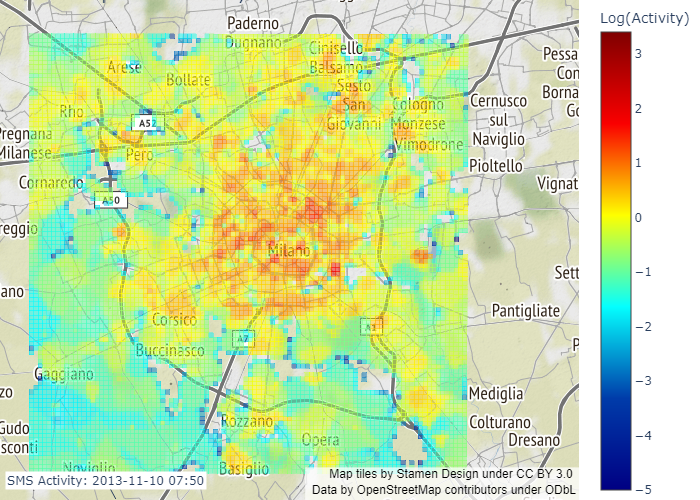 Log(Activity)
Paderno
Dugnano
Cinisello
Balsamo
Arese
Bollate
Sesto
San
Giovanni
Pessa
Con
Borna
Go
Rho
A52
Cologno
Monzese
Cernusco
sul
Naviglio
Pregnana
Milanese
Pero
Vimodrone
Pioltello
Cornaredo
Vignat
A50
reggio
Milano
Sett
ano
Pantigliate
Corsico
A7
A1
P
Buccinasco
Gaggiano
zo
Mediglia
Rozzano
Colturano
Gudo
sconti
Opera
Dresano
Noviglio
Basiglio
3
2
1
0
−1
−2
−3
−4
−5
SMS Activity: 2013-11-10 07:50
Map tiles by Stamen Design under CC BY 3.0
Data by OpenStreetMap contributors under ODbL